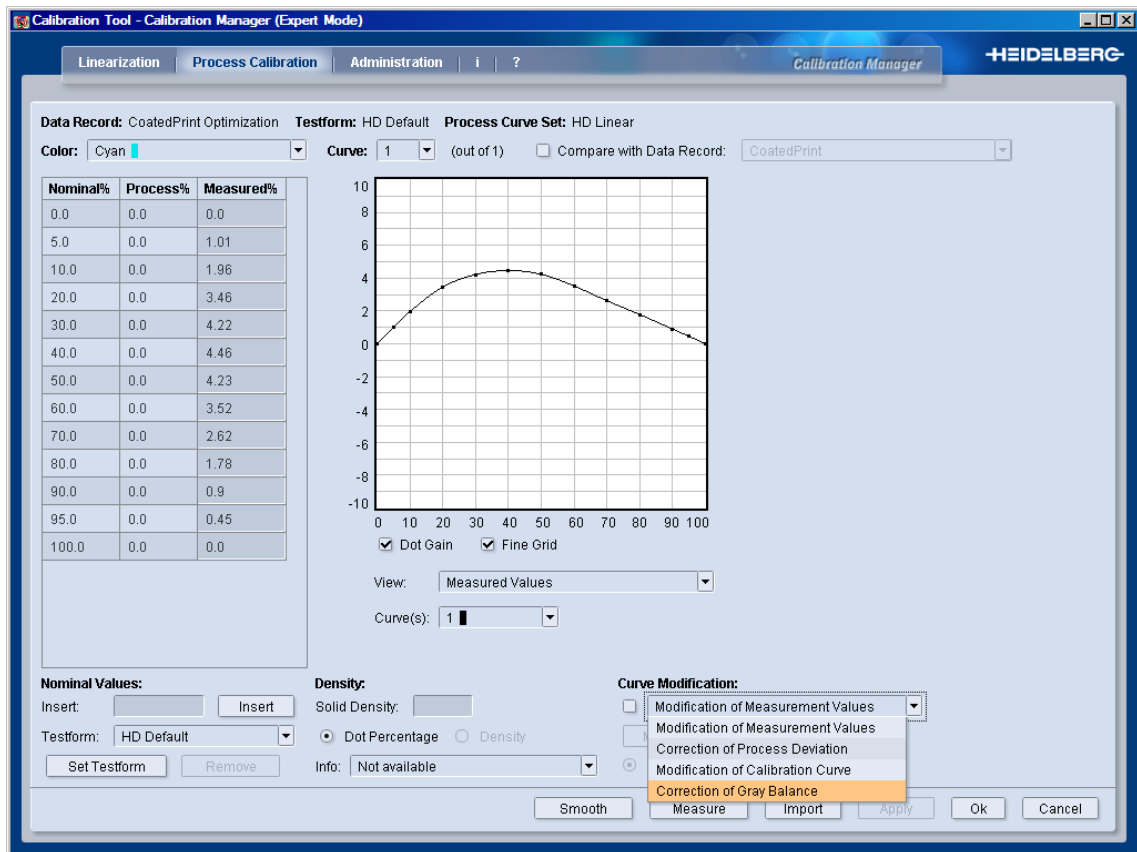 Calibration Tool - Calibration Manager (Expert Mode)
Linearization Process Calibration Administration i ? Calibration Manager HEIDELBERG
Data Record: CoatedPrint Optimization Testform: HD Default Process Curve Set: HD Linear
Color: Cyan Curve: 1 (out of 1) Compare with Data Record: CoatedPrint
Nominal% Process% Measured%
0.0 0.0 0.0
5.0 0.0 1.01
10.0 0.0 1.96
20.0 0.0 3.46
30.0 0.0 4.22
40.0 0.0 4.46
50.0 0.0 4.23
60.0 0.0 3.52
70.0 0.0 2.62
80.0 0.0 1.78
90.0 0.0 0.9
95.0 0.0 0.45
100.0 0.0 0.0
10
8
6
4
2
0
-2
-4
-6
-8
-10
0 10 20 30 40 50 60 70 80 90 100
Dot Gain Fine Grid
View: Measured Values
Curve(s): 1
Nominal Values: Density: Curve Modification:
Insert: Insert Solid Density: Modification of Measurement Values
Testform: HD Default Dot Percentage Density
Set Testform Remove Info: Not available
Modification of Measurement Values
Correction of Process Deviation
Modification of Calibration Curve
Correction of Gray Balance
Smooth Measure Import Apply Ok Cancel